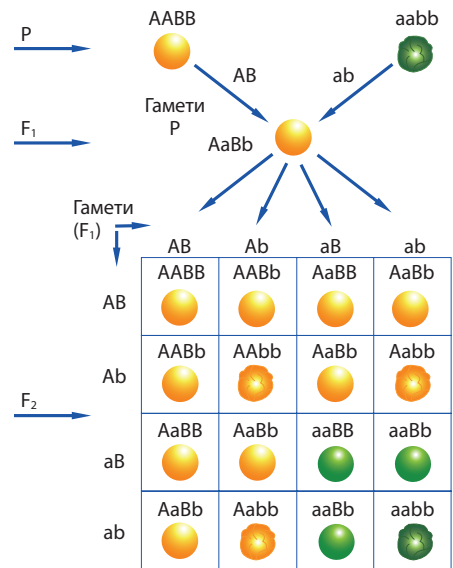 P
AABB
aabb
AB
ab
Гамети
P
F₁
AaBb
Гамети
(F₁)
AB Ab aB ab
AB
AABB AABb AaBB AaBb
Ab
AABb AAbb AaBb Aabb
F₂
aB
AaBB AaBb aaBB aaBb
ab
AaBb Aabb aaBb aabb